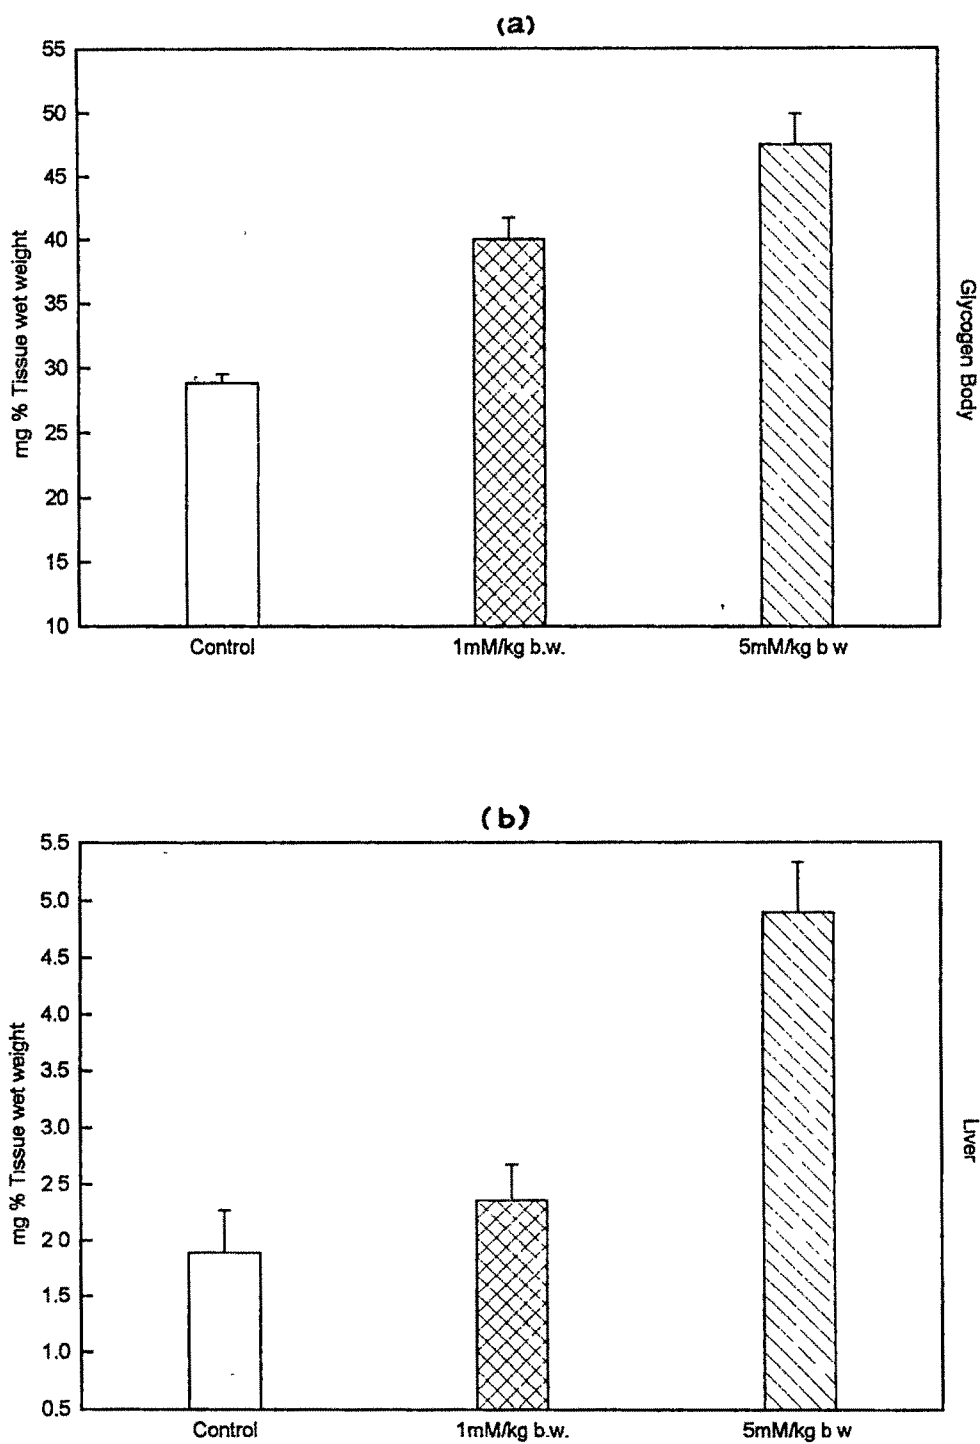 (a)
55
50
45
40
35
30
25
20
15
10
mg % Tissue wet weight
Glycogen Body
Control
1mM/kg b.w.
5mM/kg b w
(b)
5.5
5.0
4.5
4.0
3.5
3.0
2 5
2 0
1.5
1.0
0.5
mg % Tissue wet weight
Liver
Control
1mM/kg b.w.
5mM/kg b w